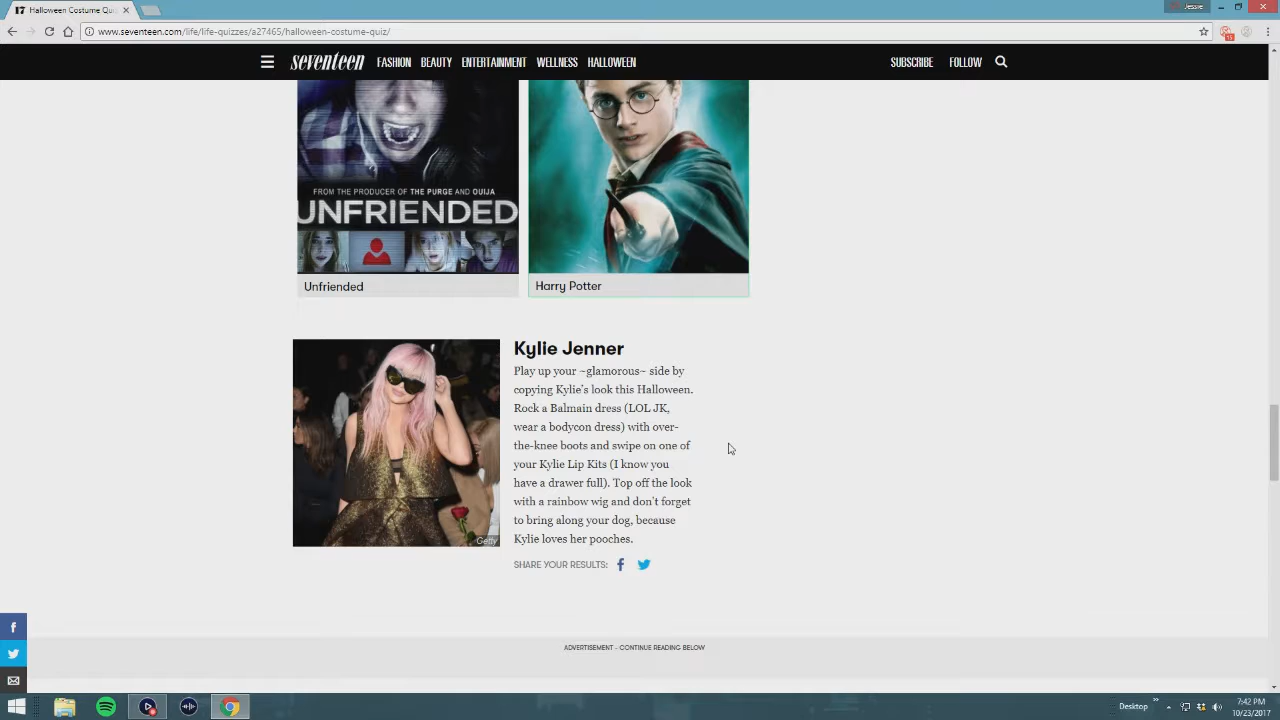 Halloween Costume Qui
Jessie
www.seventeen.com/life/life-quizzes/a27465/halloween-costume-quiz/
seventeen FASHION BEAUTY ENTERTAINMENT WELLNESS HALLOWEEN SUBSCRIBE FOLLOW
FROM THE PRODUCER OF THE PURGE AND OUIJA
UNFRIENDED
Unfriended
Harry Potter
Kylie Jenner
Play up your ~glamorous~ side by
copying Kylie's look this Halloween.
Rock a Balmain dress (LOL JK,
wear a bodycon dress) with over-
the-knee boots and swipe on one of
your Kylie Lip Kits (I know you
have a drawer full). Top off the look
with a rainbow wig and don't forget
to bring along your dog, because
Kylie loves her pooches.
Getty
SHARE YOUR RESULTS:
ADVERTISEMENT - CONTINUE READING BELOW
Desktop
7:42 PM
10/23/2017